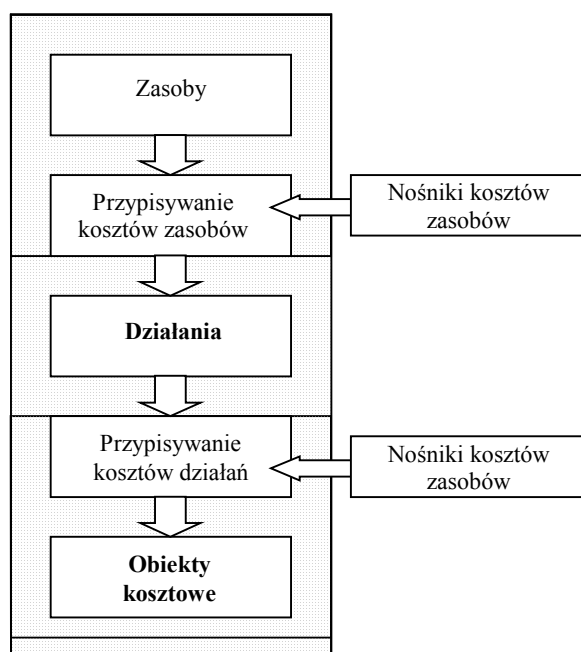 Zasoby
Przypisywanie
kosztów zasobów
Nośniki kosztów
zasobów
Działania
Przypisywanie
kosztów działań
Nośniki kosztów
zasobów
Obiekty
kosztowe